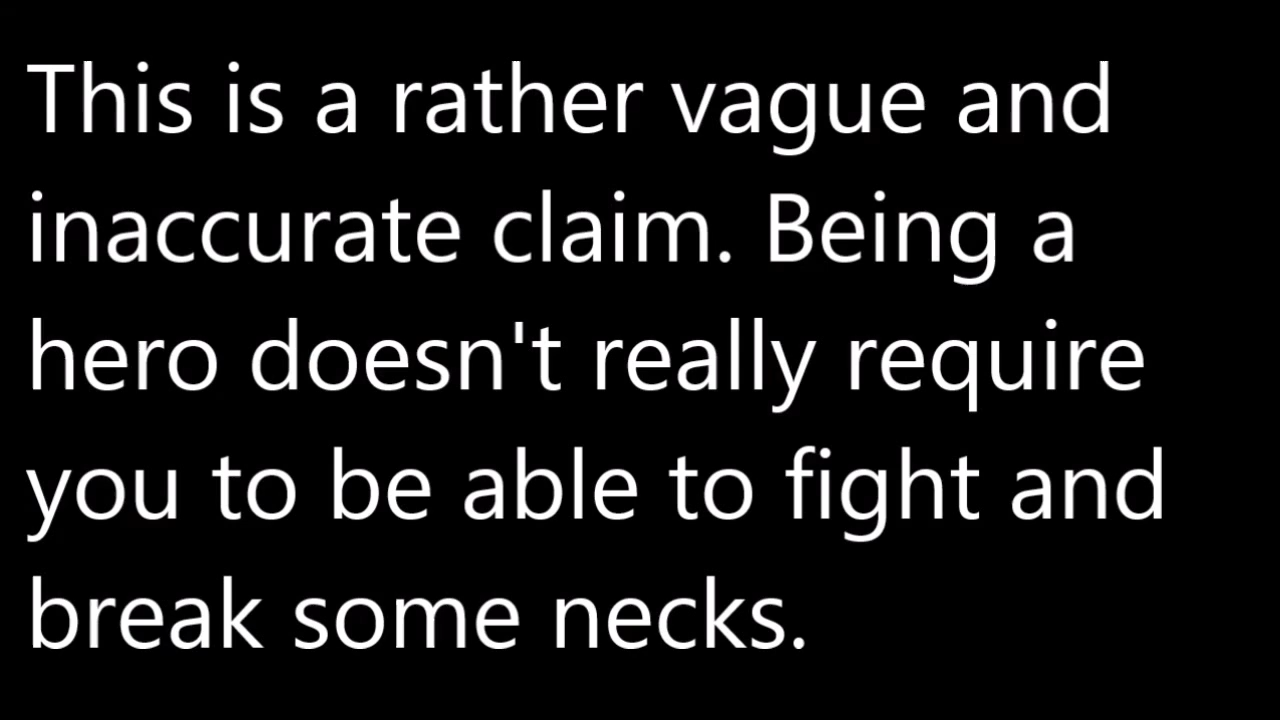 This is a rather vague and
inaccurate claim. Being a
hero doesn't really require
you to be able to fight and
break some necks.